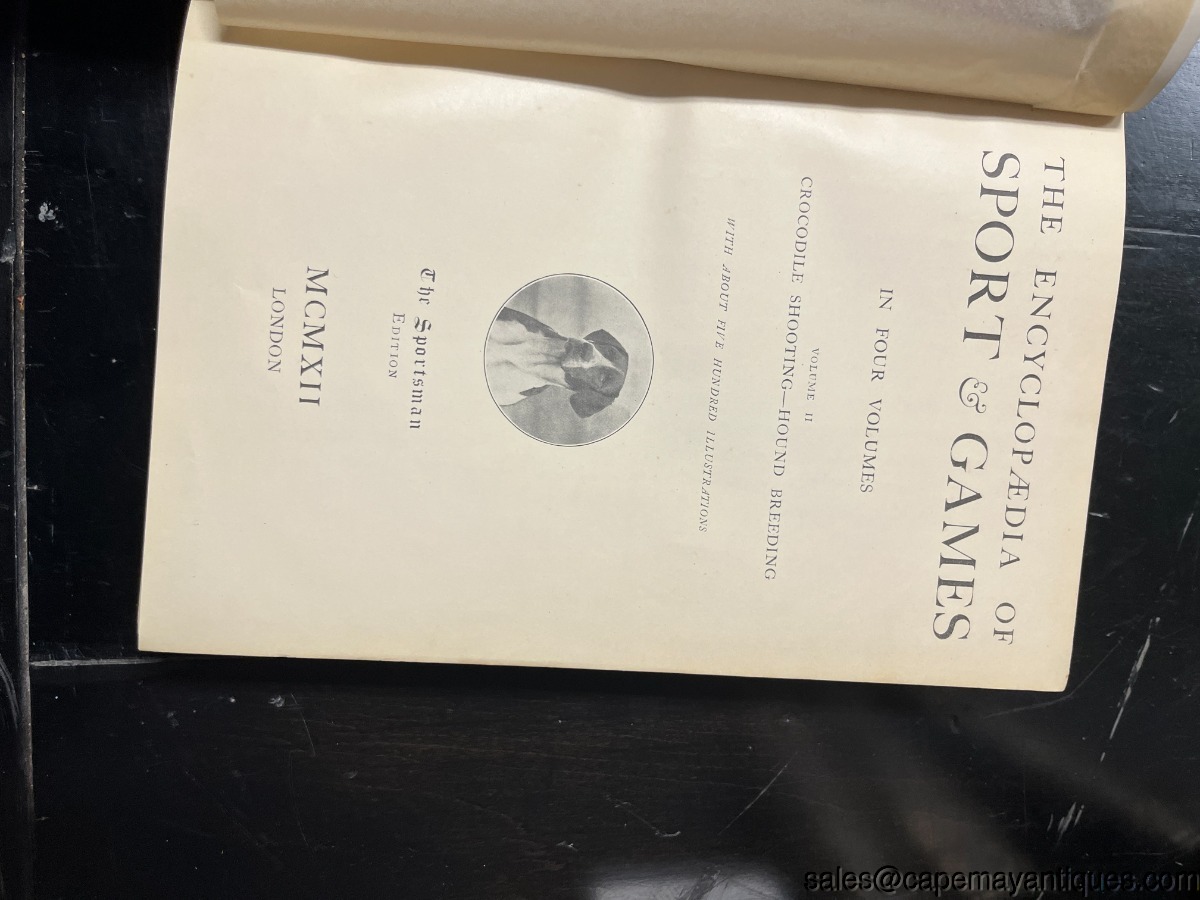 THE ENCYCLOPÆDIA OF
SPORT & GAMES
IN FOUR VOLUMES
VOLUME II
CROCODILE SHOOTING—HOUND BREEDING
WITH ABOUT FIVE HUNDRED ILLUSTRATIONS
The Sportsman
EDITION
MCMXII
LONDON
sales@capemayantiques.com